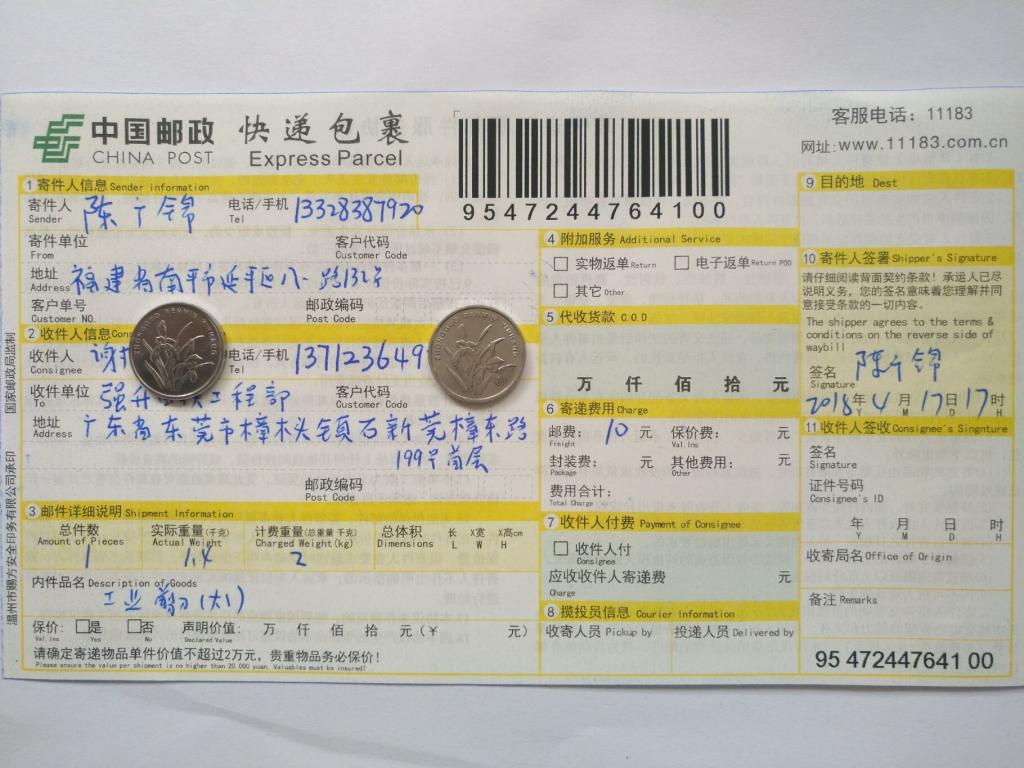 中国邮政 快递包裹
CHINA POST Express Parcel
9547244764100
客服电话：11183
网址:www.11183.com.cn
1 寄件人信息 Sender information
寄件人 陈广锦 电话/手机 13328387920
Sender Tel
寄件单位 客户代码
From Customer Code
地址 福建省南平市延平区八一路132号
Address
客户单号 邮政编码
Customer NO. Post Code
2 收件人信息
收件人 谢 电话/手机 137123649
Consignee Tel
收件单位 强升 工程部 客户代码
To Customer Code
地址 广东省东莞市樟木头镇石新莞樟东路
Address 199号首层
邮政编码
Post Code
3 邮件详细说明 Shipment Information
总件数 实际重量(千克) 计费重量(总重量 千克) 总体积 长 X宽 X高cm
Amount of Pieces Actual Weight Charged Weight(kg) Dimensions L W H
1 1.4 2
内件品名 Description of Goods
工业剪刀(大1)
保价: 是 否 声明价值: 万 仟 佰 拾 元(¥ 元)
Val.Ins Yes No Declared Value
请确定寄递物品单件价值不超过2万元，贵重物品务必保价!
Please ensure the value per shipment is no higher than 20.000 yuan. Valuables must be insured!
4 附加服务 Additional Service
实物返单 Return 电子返单 Return POD
其它 Other
5 代收货款 C.O.D
万 仟 佰 拾 元
6 寄递费用 Charge
邮费: 10 元 保价费: 元
Freight Val.Ins
封装费: 元 其他费用: 元
Package Other
费用合计: 元
Total Charge
7 收件人付费 Payment of Consignee
收件人付
Consignee
应收收件人寄递费 元
Charge
8 揽投员信息 Courier Information
收寄人员 Pickup by 投递人员 Delivered by
9 目的地 Dest
10 寄件人签署 Shipper's Signature
请仔细阅读背面契约条款! 承运人已尽
说明义务，您的签名意味着您理解并同
意接受条款的一切内容。
The shipper agrees to the terms &
conditions on the reverse side of
waybill
签名 陈广锦
Signature
2018年 4月 17日 17时
Y M D H
11 收件人签收 Consignee's Singnture
签名
Signature
证件号码
Consignee's ID
年 月 日 时
Y M D H
收寄局名 Office of Origin
备注 Remarks
95 472447641 00
国家邮政局监制
温州市赐方安全印务有限公司承印